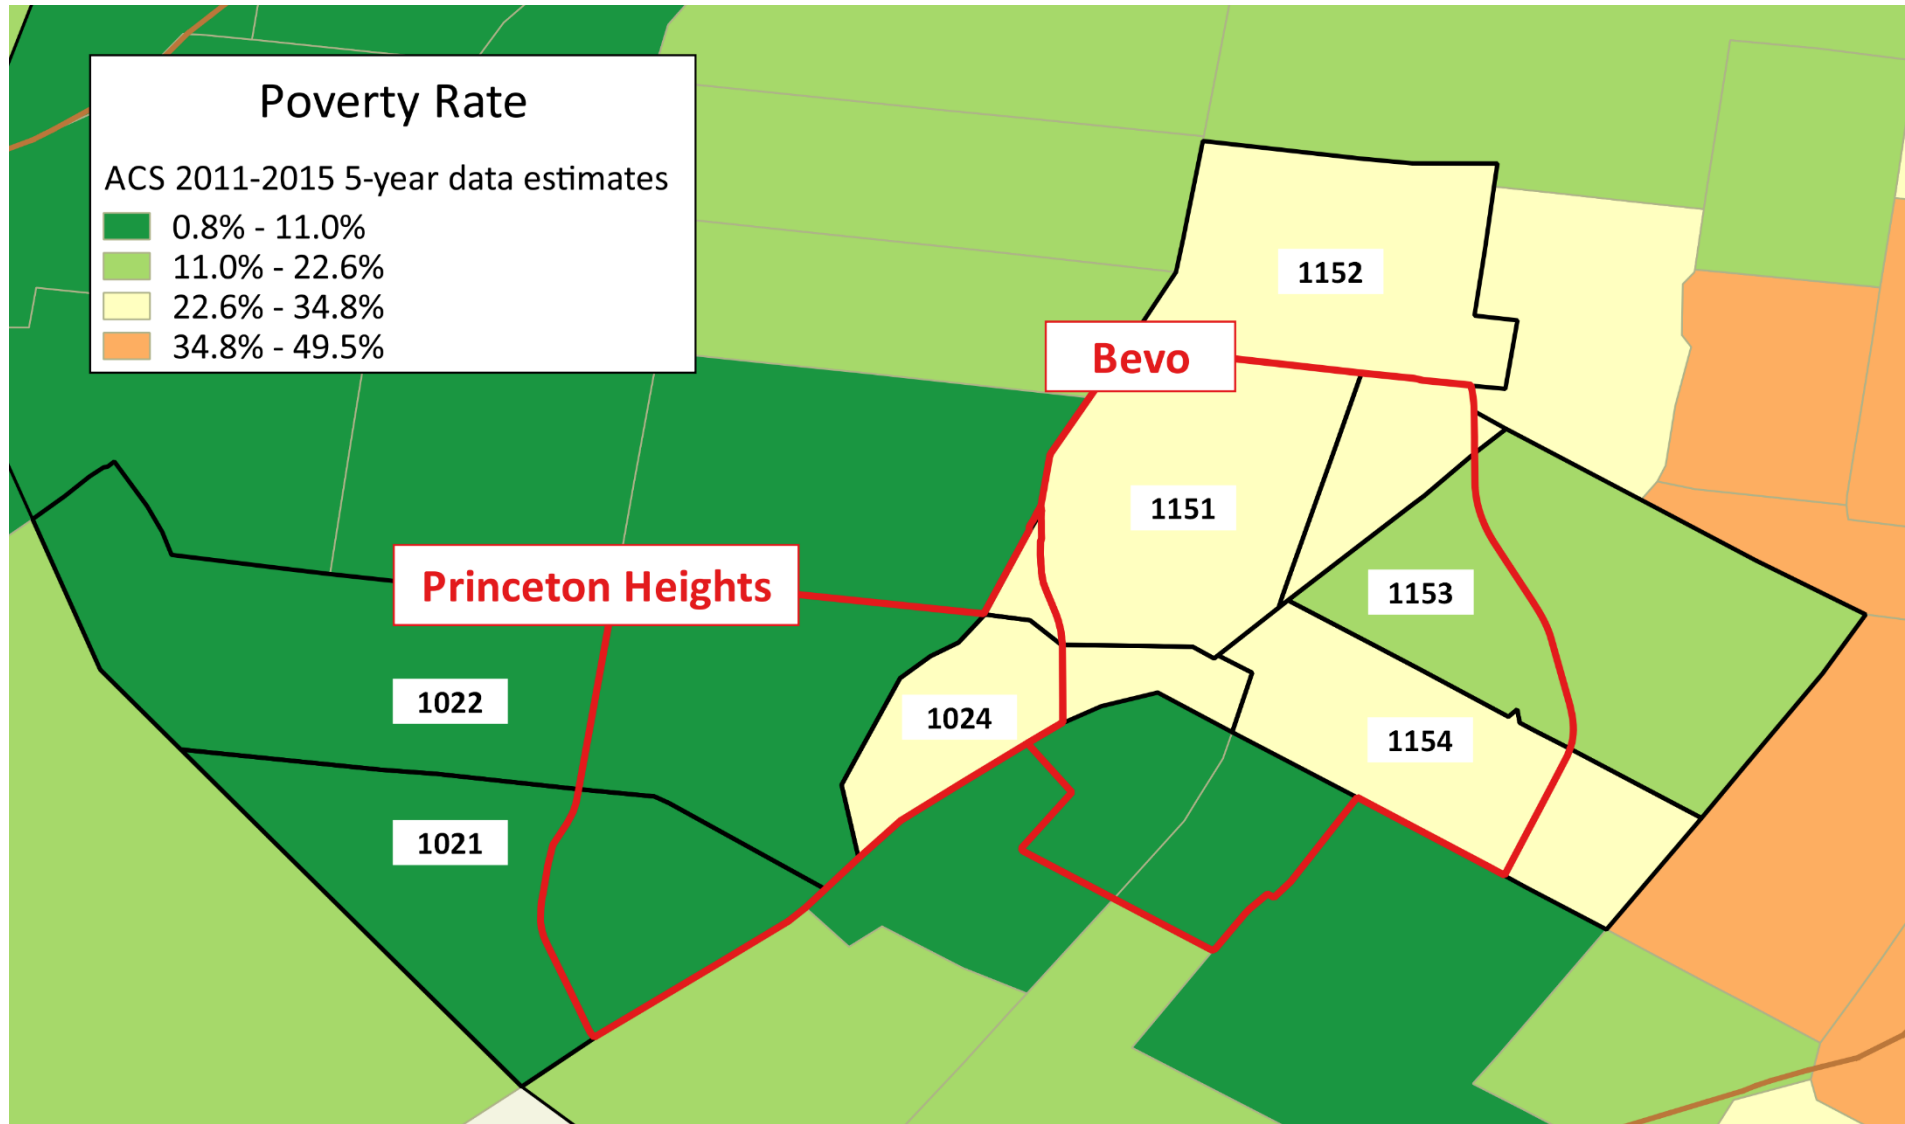 Poverty Rate
ACS 2011-2015 5-year data estimates
0.8% - 11.0%
11.0% - 22.6%
22.6% - 34.8%
34.8% - 49.5%
1152
Bevo
1151
Princeton Heights
1153
1022
1024
1154
1021